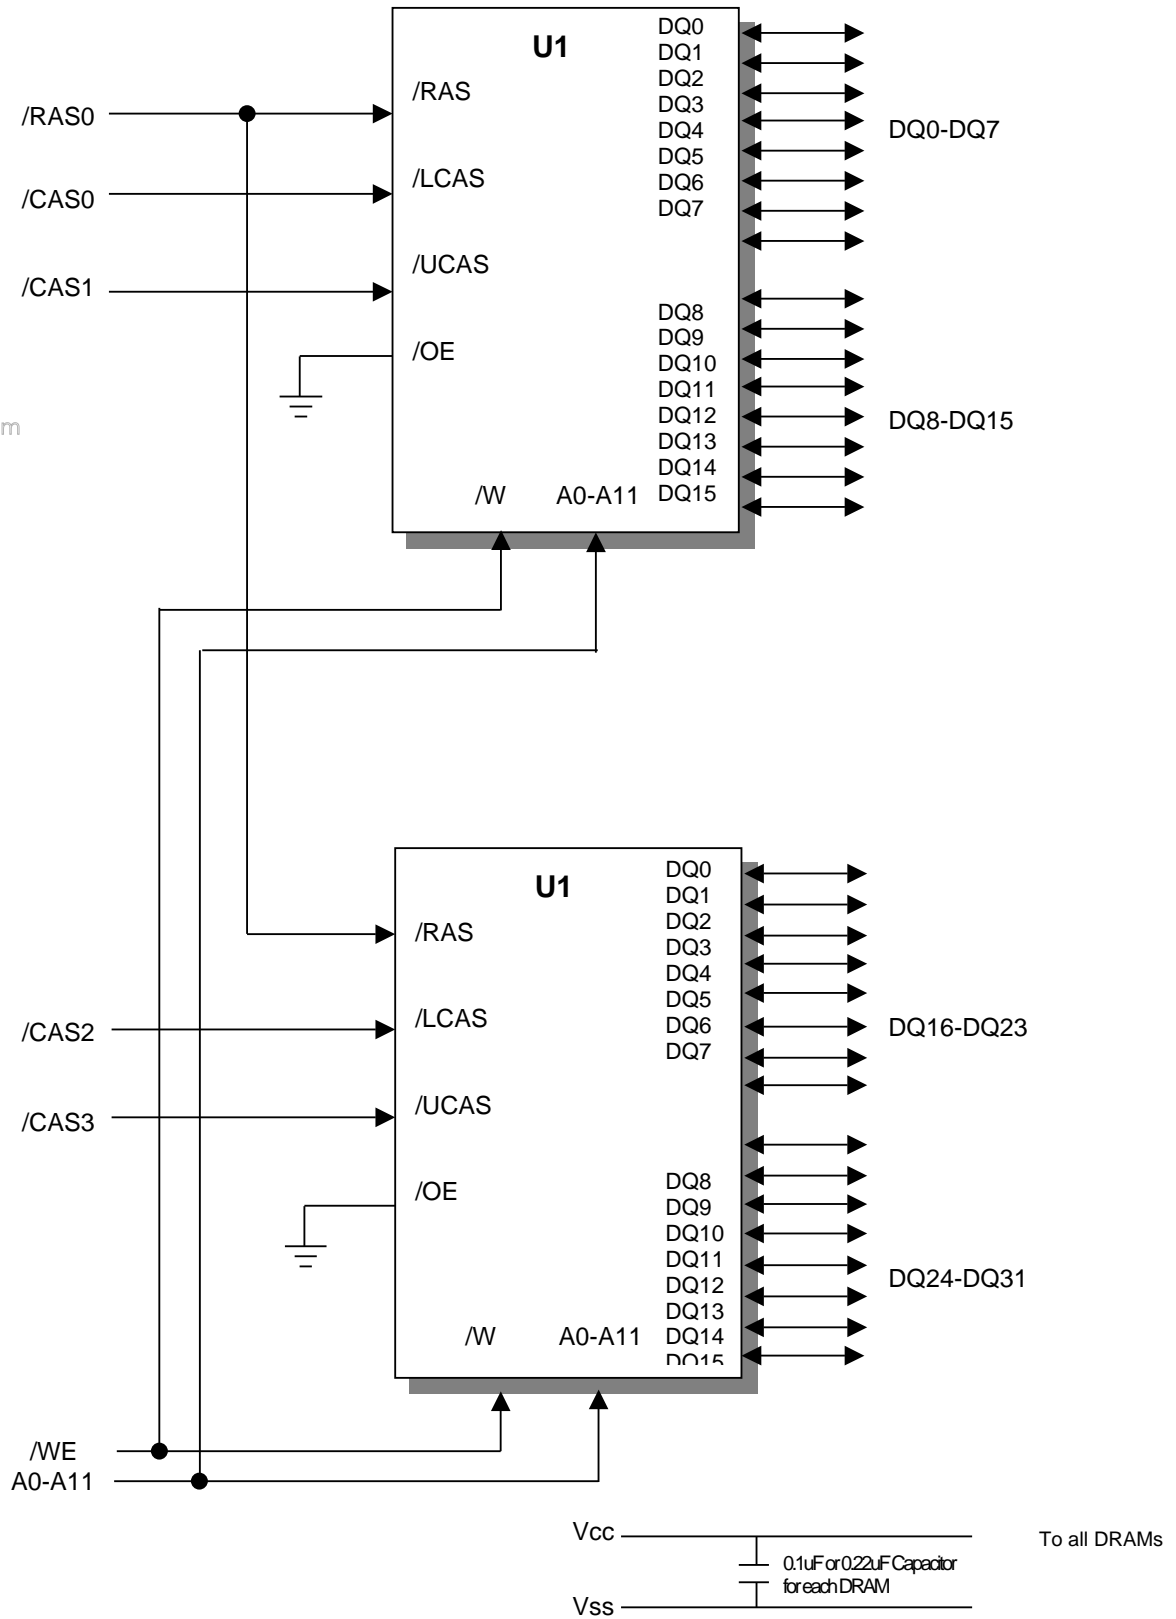 U1
DQ0
DQ1
DQ2
DQ3
DQ4
DQ5
DQ6
DQ7
/RAS0
/RAS
DQ0-DQ7
/CAS0
/LCAS
/CAS1
/UCAS
/OE
DQ8
DQ9
DQ10
DQ11
DQ12
DQ13
DQ14
DQ15
DQ8-DQ15
m
/W
A0-A11
U1
DQ0
DQ1
DQ2
DQ3
DQ4
DQ5
DQ6
DQ7
/RAS
/CAS2
/LCAS
DQ16-DQ23
/CAS3
/UCAS
/OE
DQ8
DQ9
DQ10
DQ11
DQ12
DQ13
DQ14
DQ15
DQ24-DQ31
/W
A0-A11
/WE
A0-A11
Vcc
To all DRAMs
0.1uF or 0.22uF Capacitor
for each DRAM
Vss